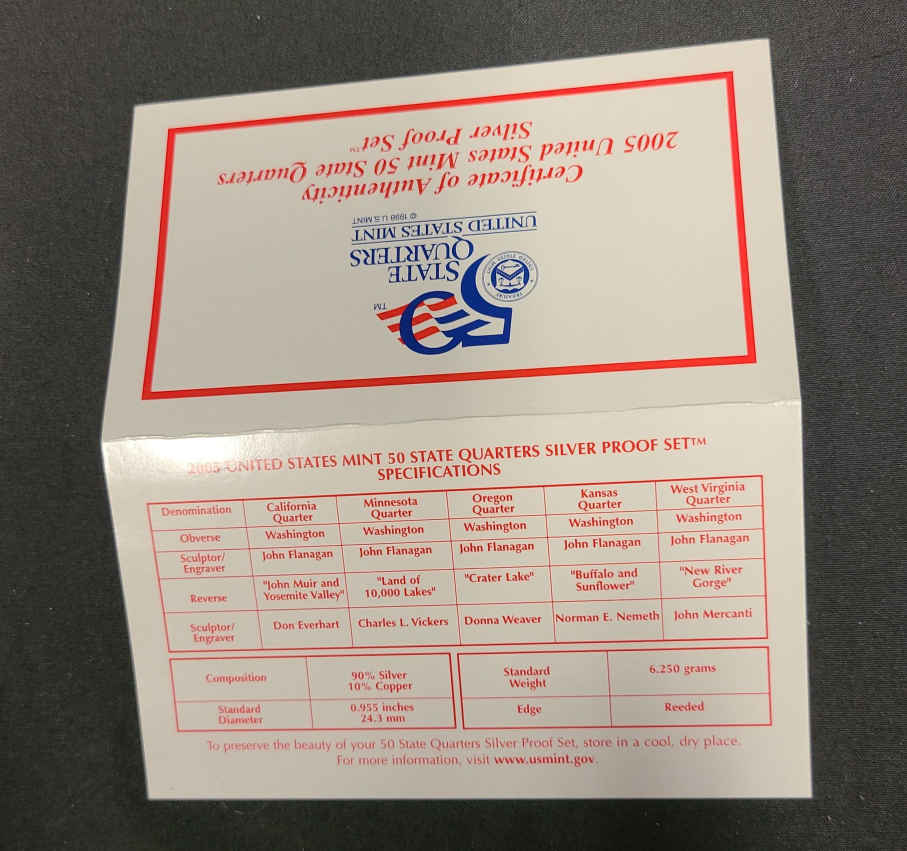 Certificate of Authenticity
2005 United States Mint 50 State Quarters
Silver Proof Set™
© 1998 U.S. MINT
UNITED STATES MINT
QUARTERS
STATE
50
TM
2005 UNITED STATES MINT 50 STATE QUARTERS SILVER PROOF SET™
SPECIFICATIONS
Denomination California Quarter Minnesota Quarter Oregon Quarter Kansas Quarter West Virginia Quarter
Obverse Washington Washington Washington Washington Washington
Sculptor/ Engraver John Flanagan John Flanagan John Flanagan John Flanagan John Flanagan
Reverse "John Muir and Yosemite Valley" "Land of 10,000 Lakes" "Crater Lake" "Buffalo and Sunflower" "New River Gorge"
Sculptor/ Engraver Don Everhart Charles L. Vickers Donna Weaver Norman E. Nemeth John Mercanti
Composition 90% Silver 10% Copper
Standard Weight 6.250 grams
Standard Diameter 0.955 inches 24.3 mm
Edge Reeded
To preserve the beauty of your 50 State Quarters Silver Proof Set, store in a cool, dry place.
For more information, visit www.usmint.gov.